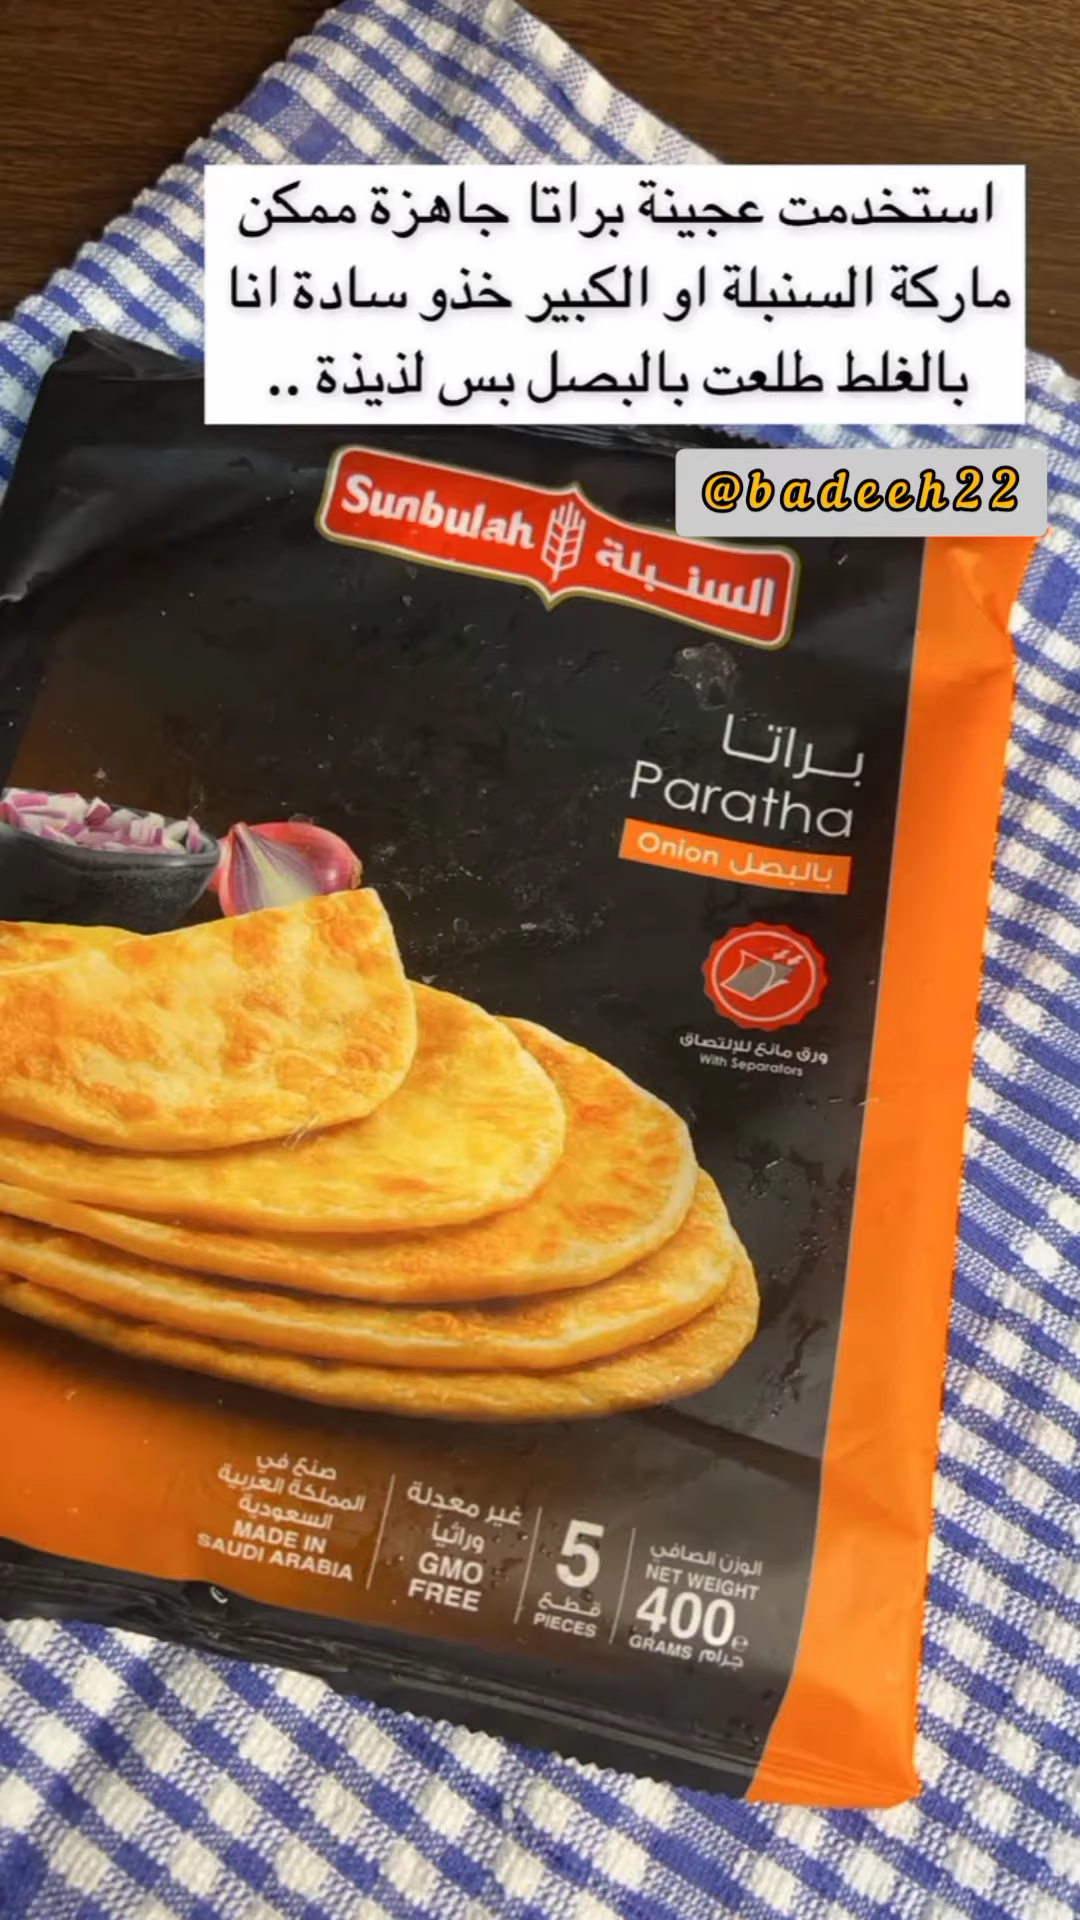 استخدمت عجينة براتا جاهزة ممكن
ماركة السنبلة او الكبير خذو سادة انا
بالغلط طلعت بالبصل بس لذيذة ..
@badeeh22
Sunbulah السنبلة
براتا
Paratha
Onion بالبصل
ورق مانع للإلتصاق
With Separators
صنع في
المملكة العربية
السعودية
MADE IN
SAUDI ARABIA
غير معدلة
وراثياً
GMO
FREE
5
قطع
PIECES
الوزن الصافي
NET WEIGHT
400e
GRAMS جرام